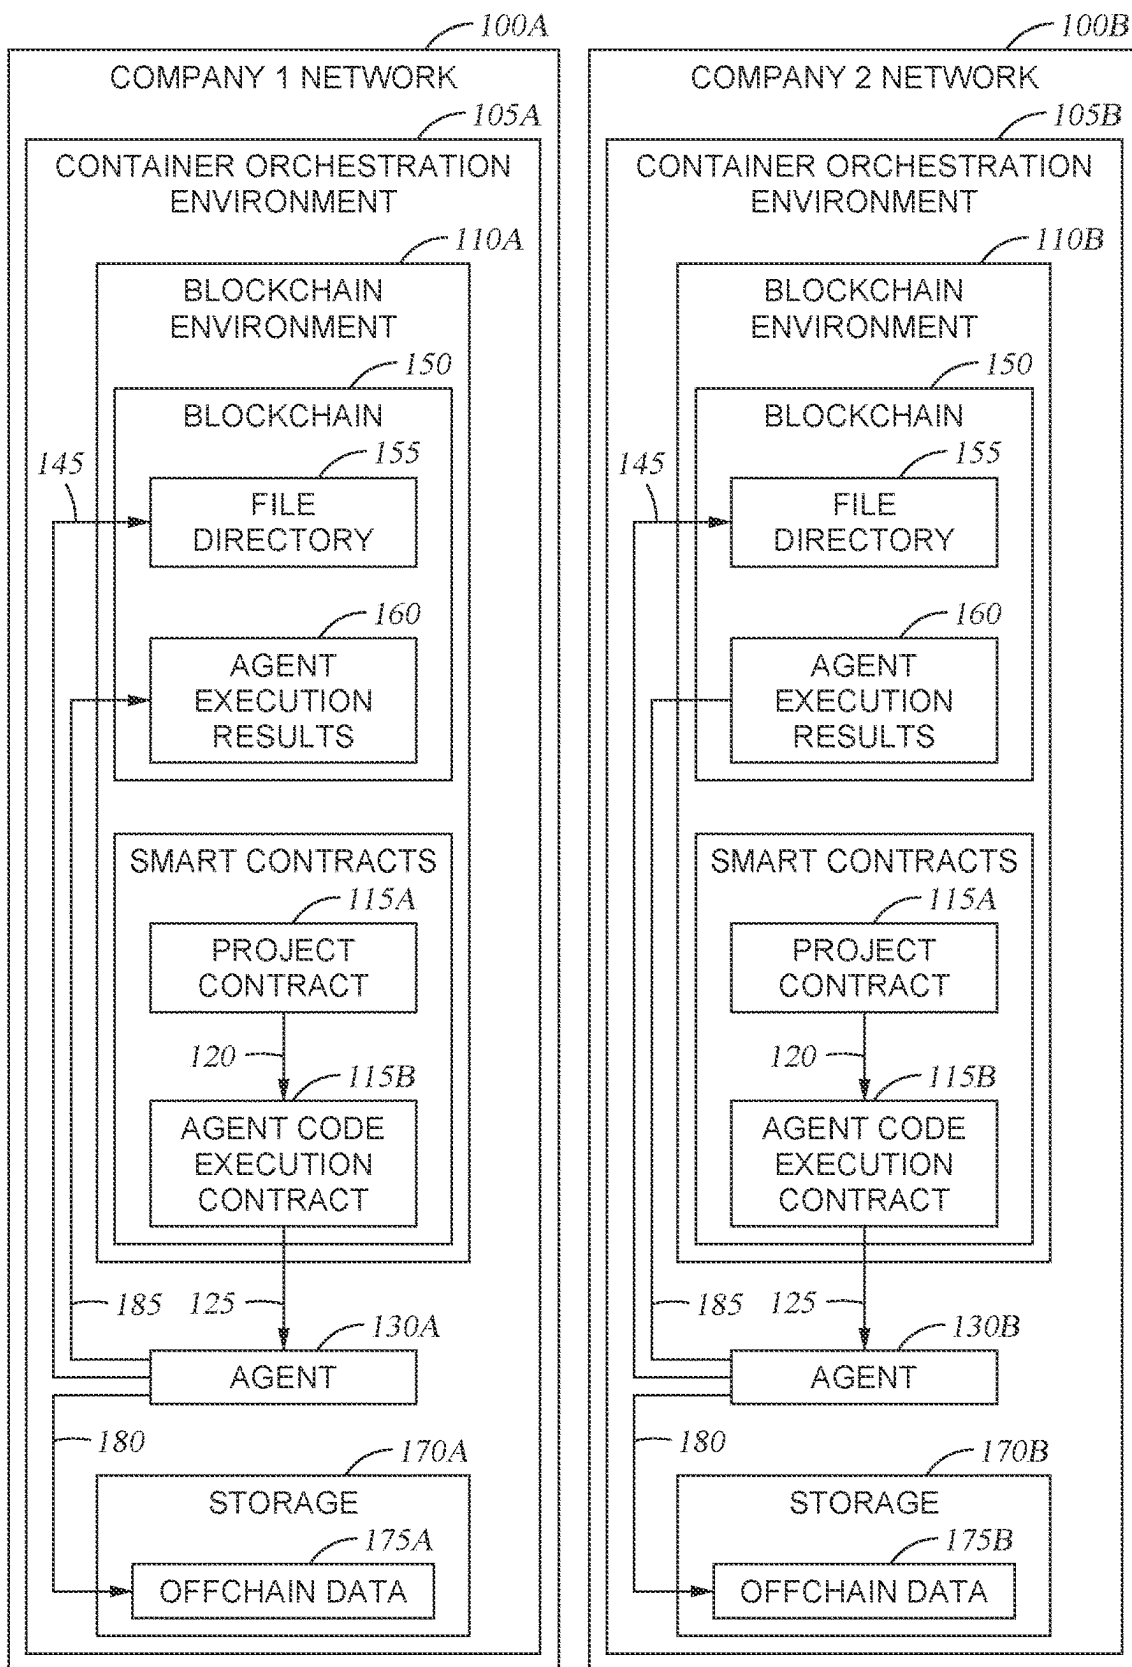 100A
COMPANY 1 NETWORK
105A
CONTAINER ORCHESTRATION
ENVIRONMENT
110A
BLOCKCHAIN
ENVIRONMENT
150
BLOCKCHAIN
145
155
FILE
DIRECTORY
160
AGENT
EXECUTION
RESULTS
SMART CONTRACTS
115A
PROJECT
CONTRACT
120
115B
AGENT CODE
EXECUTION
CONTRACT
185
125
130A
AGENT
180
170A
STORAGE
175A
OFFCHAIN DATA
100B
COMPANY 2 NETWORK
105B
CONTAINER ORCHESTRATION
ENVIRONMENT
110B
BLOCKCHAIN
ENVIRONMENT
150
BLOCKCHAIN
145
155
FILE
DIRECTORY
160
AGENT
EXECUTION
RESULTS
SMART CONTRACTS
115A
PROJECT
CONTRACT
120
115B
AGENT CODE
EXECUTION
CONTRACT
185
125
130B
AGENT
180
170B
STORAGE
175B
OFFCHAIN DATA